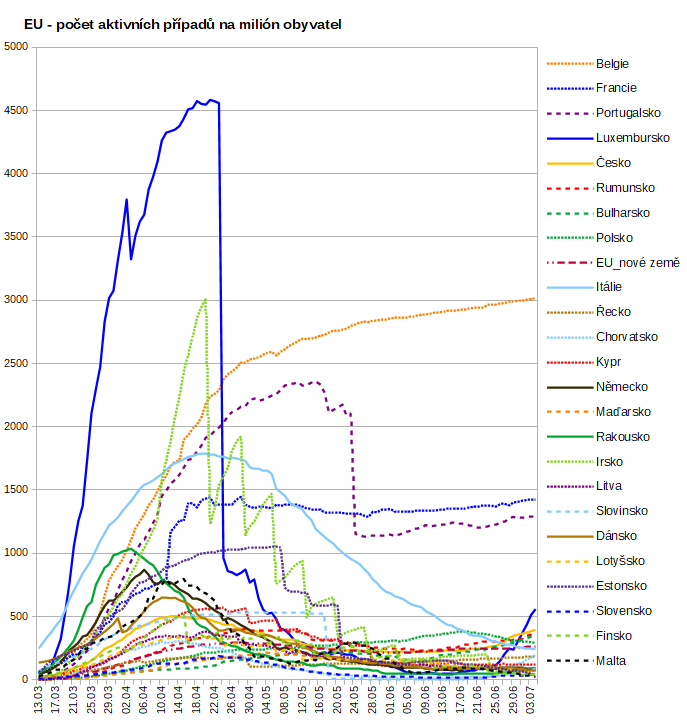 EU - počet aktivních případů na milión obyvatel
5000
4500
4000
3500
3000
2500
2000
1500
1000
500
0
13.03
17.03
21.03
25.03
29.03
02.04
06.04
10.04
14.04
18.04
22.04
26.04
30.04
04.05
08.05
12.05
16.05
20.05
24.05
28.05
01.06
05.06
09.06
13.06
17.06
21.06
25.06
29.06
03.07
Belgie
Francie
Portugalsko
Luxembursko
Česko
Rumunsko
Bulharsko
Polsko
EU_nové země
Itálie
Řecko
Chorvatsko
Kypr
Německo
Maďarsko
Rakousko
Irsko
Litva
Slovinsko
Dánsko
Lotyšsko
Estonsko
Slovensko
Finsko
Malta